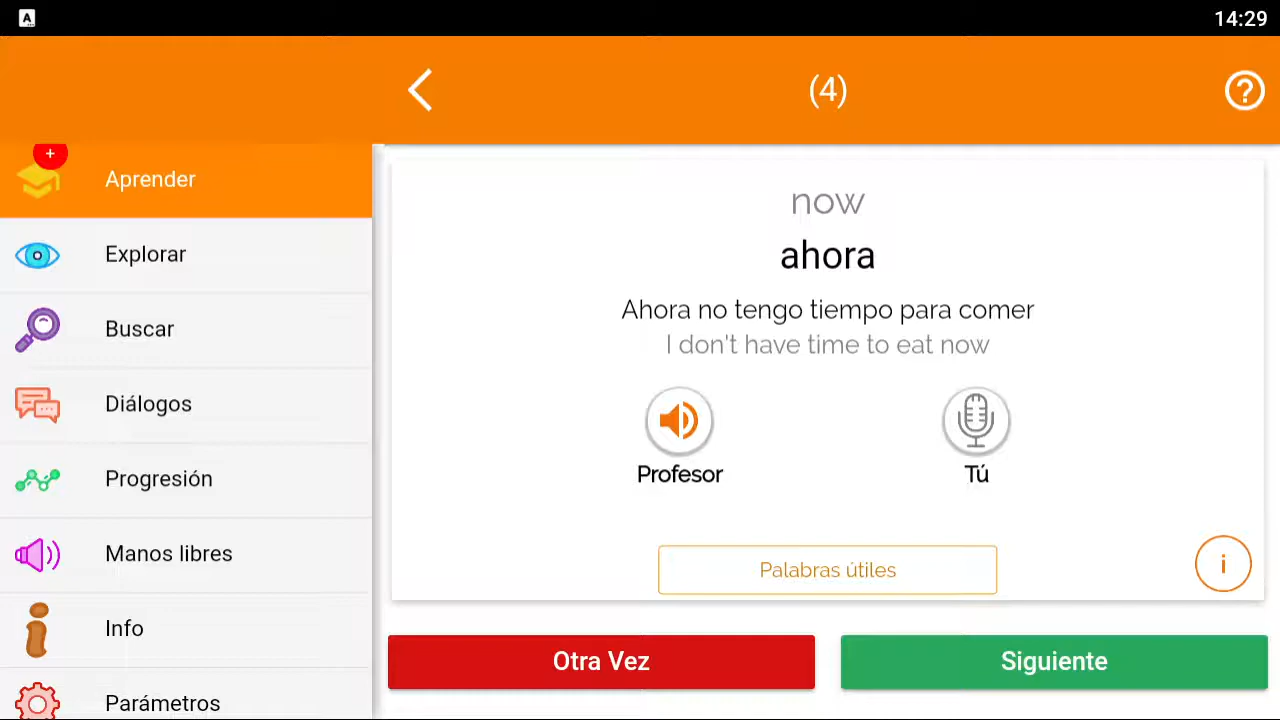 A
14:29
(4)
?
+
Aprender
Explorar
Buscar
Diálogos
Progresión
Manos libres
Info
Parámetros
now
ahora
Ahora no tengo tiempo para comer
I don't have time to eat now
Profesor
Tú
Palabras útiles
i
Otra Vez
Siguiente